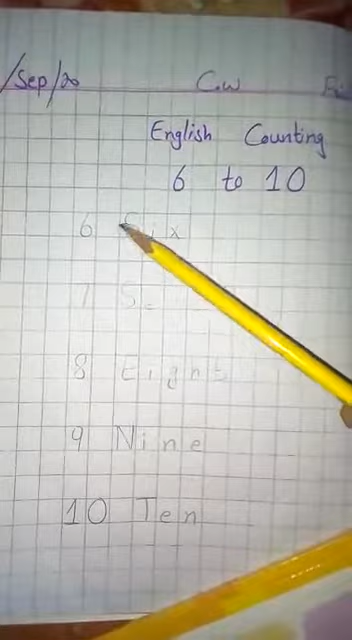 /Sep/20 C.W
English Counting
6 to 10
6 Six
7
8 Eight
9 Nine
10 Ten